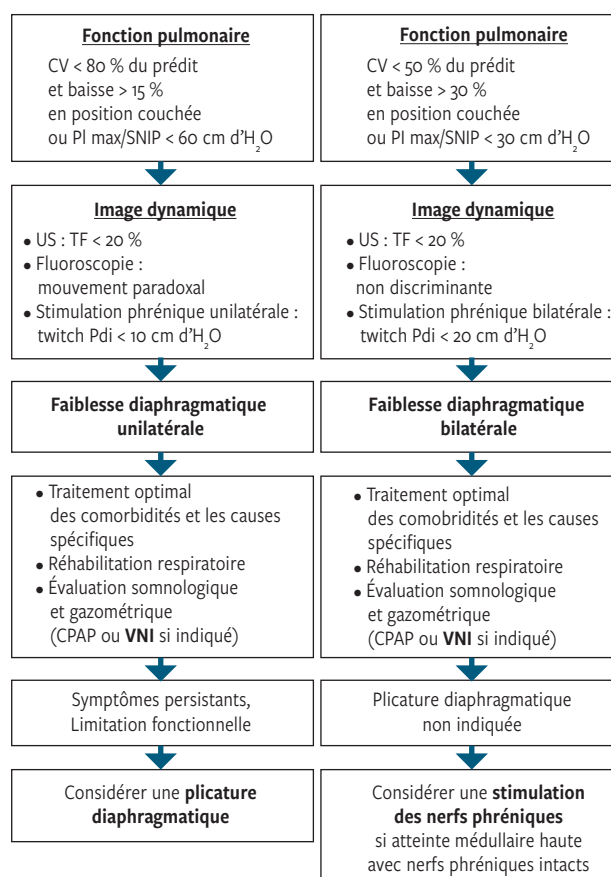 Fonction pulmonaire
CV < 80 % du prédit
et baisse > 15 %
en position couchée
ou PI max/SNIP < 60 cm d’H₂O
Image dynamique
• US : TF < 20 %
• Fluoroscopie :
mouvement paradoxal
• Stimulation phrénique unilatérale :
twitch Pdi < 10 cm d’H₂O
Faiblesse diaphragmatique
unilatérale
• Traitement optimal
des comorbidités et les causes
spécifiques
• Réhabilitation respiratoire
• Évaluation somnologique
et gazométrique
(CPAP ou VNI si indiqué)
Symptômes persistants,
Limitation fonctionnelle
Considérer une plicature
diaphragmatique
Fonction pulmonaire
CV < 50 % du prédit
et baisse > 30 %
en position couchée
ou PI max/SNIP < 30 cm d’H₂O
Image dynamique
• US : TF < 20 %
• Fluoroscopie :
non discriminante
• Stimulation phrénique bilatérale :
twitch Pdi < 20 cm d’H₂O
Faiblesse diaphragmatique
bilatérale
• Traitement optimal
des comobridités et les causes
spécifiques
• Réhabilitation respiratoire
• Évaluation somnologique
et gazométrique
(CPAP ou VNI si indiqué)
Plicature diaphragmatique
non indiquée
Considérer une stimulation
des nerfs phréniques
si atteinte médullaire haute
avec nerfs phréniques intacts